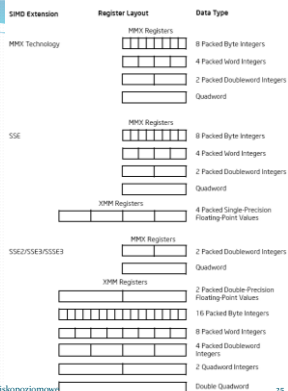 SIMD Extension Register Layout Data Type
MMX Registers
MMX Technology 8 Packed Byte Integers
4 Packed Word Integers
2 Packed Doubleword Integers
Quadword
MMX Registers
SSE 8 Packed Byte Integers
4 Packed Word Integers
2 Packed Doubleword Integers
Quadword
XMM Registers
4 Packed Single-Precision
Floating-Point Values
MMX Registers
SSE2/SSE3/SSSE3 2 Packed Doubleword Integers
Quadword
XMM Registers
2 Packed Double-Precision
Floating-Point Values
16 Packed Byte Integers
8 Packed Word Integers
4 Packed Doubleword
Integers
2 Quadword Integers
Double Quadword